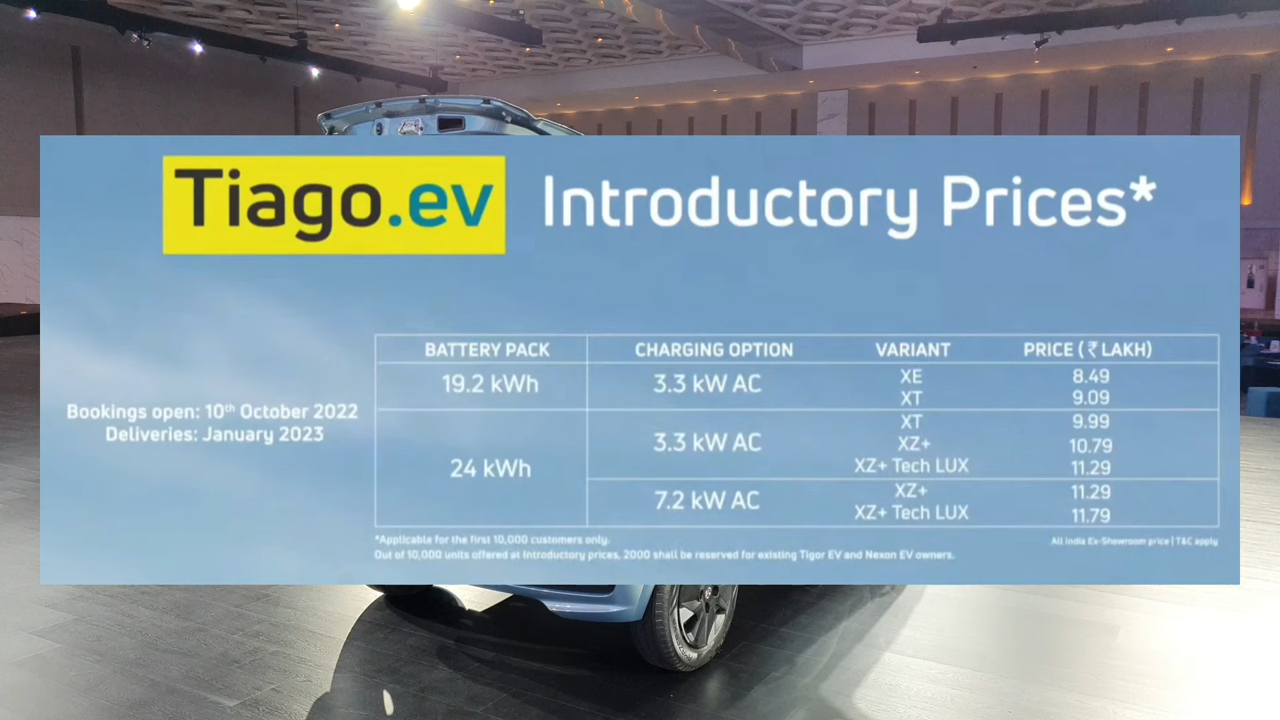 Tiago.ev Introductory Prices*
BATTERY PACK CHARGING OPTION VARIANT PRICE (₹ LAKH)
19.2 kWh 3.3 kW AC XE 8.49
XT 9.09
Bookings open: 10th October 2022
Deliveries: January 2023
24 kWh 3.3 kW AC XT 9.99
XZ+ 10.79
XZ+ Tech LUX 11.29
7.2 kW AC XZ+ 11.29
XZ+ Tech LUX 11.79
*Applicable for the first 10,000 customers only.
All India Ex-Showroom price | T&C apply
Out of 10,000 units offered at Introductory prices, 2000 shall be reserved for existing Tigor EV and Nexon EV owners.